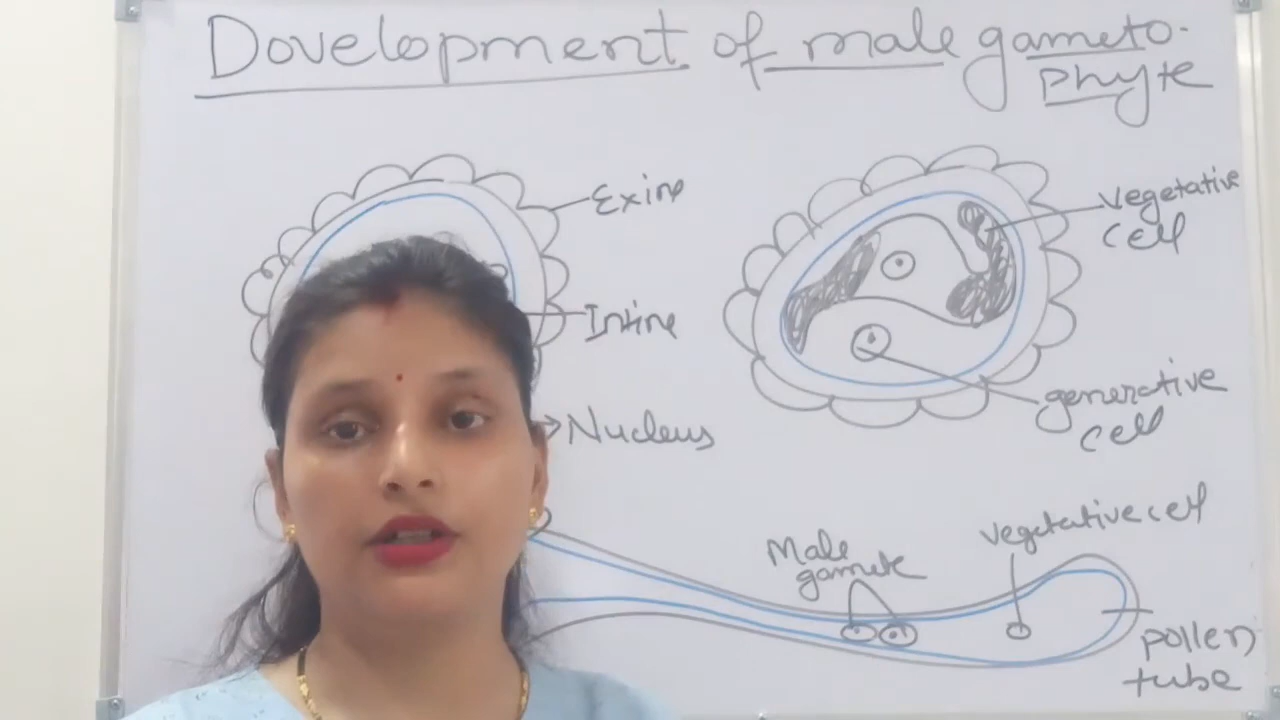 Dovelopment of male gameto-
phyte
Exine
Intine
Nucleus
Vegetative
cell
generative
cell
Male
gamete
vegetative cell
pollen
tube